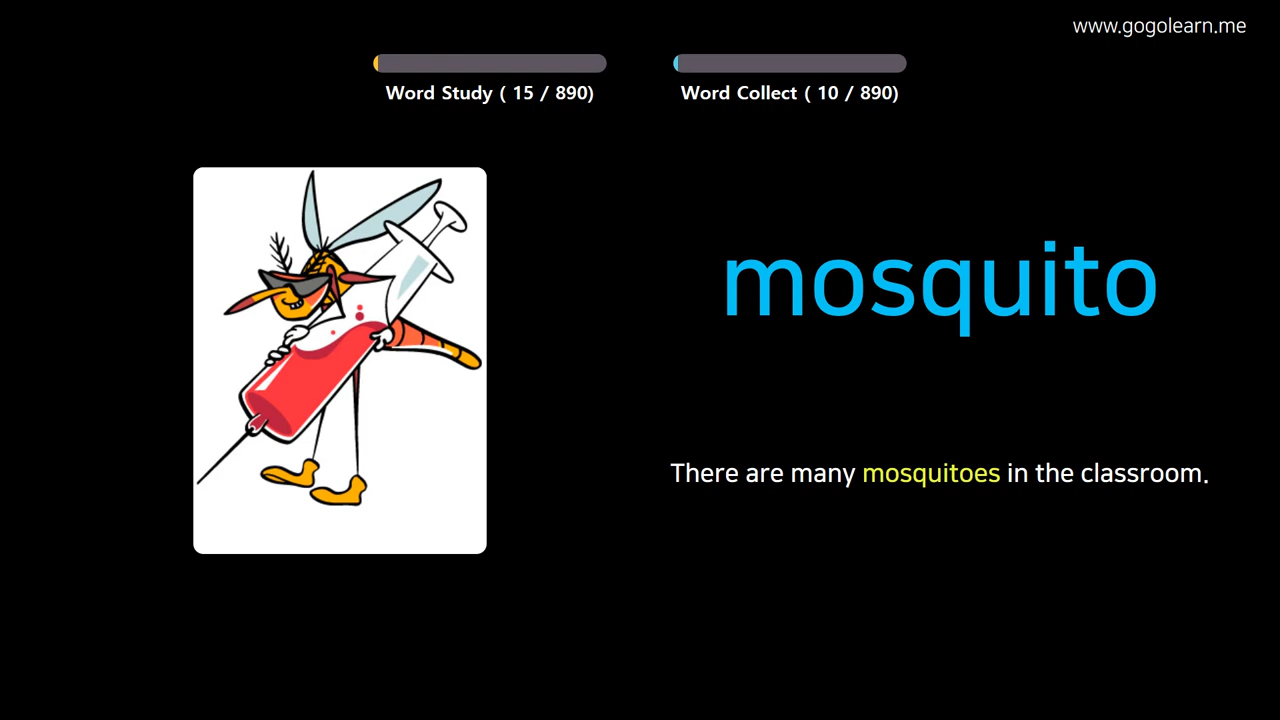 www.gogolearn.me
Word Study ( 15 / 890)
Word Collect ( 10 / 890)
mosquito
There are many mosquitoes in the classroom.